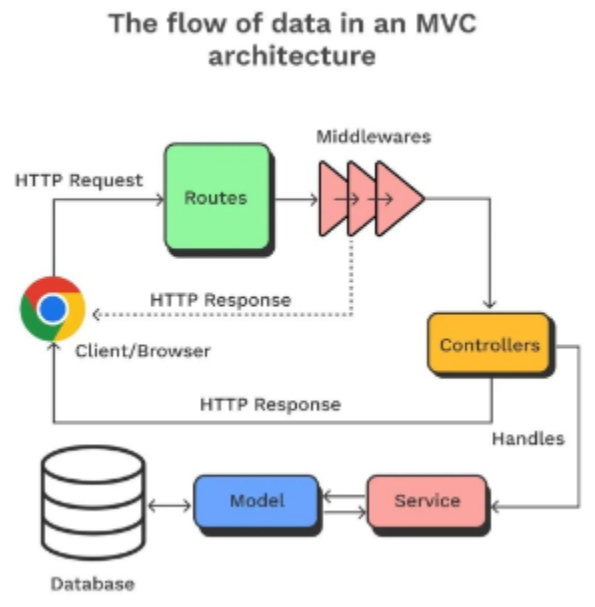 The flow of data in an MVC
architecture
Middlewares
HTTP Request
Routes
HTTP Response
Client/Browser
Controllers
HTTP Response
Handles
Model
Service
Database